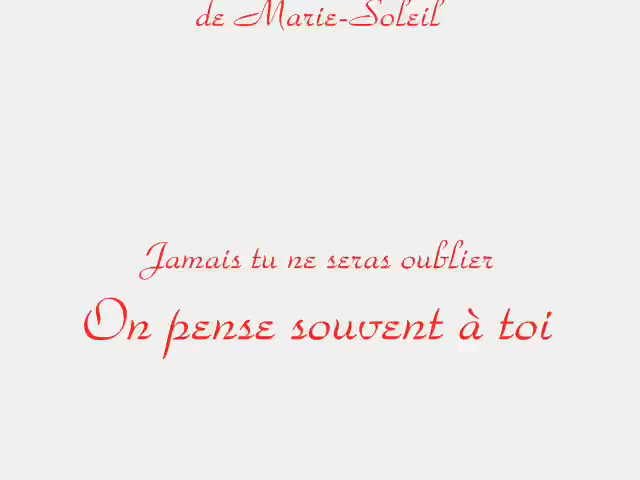 de Marie-Soleil
Jamais tu ne seras oublier
On pense souvent à toi